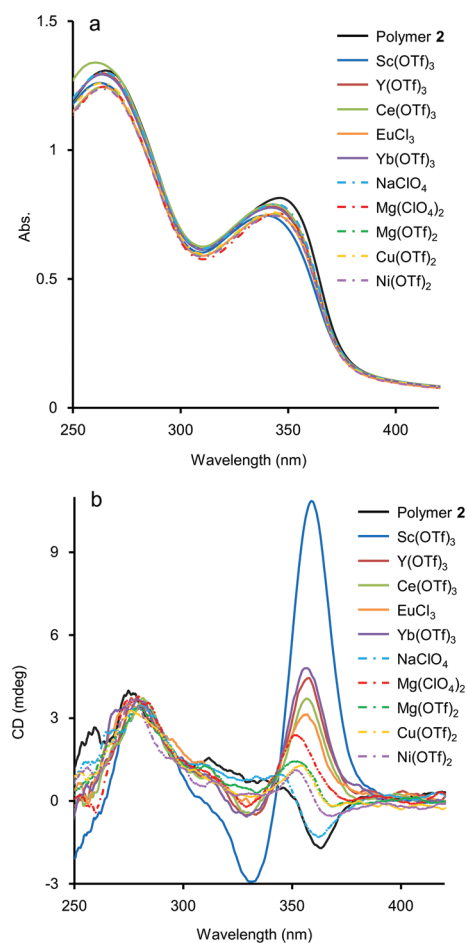 a
1.5
1
0.5
0
Abs.
250 300 350 400
Wavelength (nm)
Polymer 2
Sc(OTf)3
Y(OTf)3
Ce(OTf)3
EuCl3
Yb(OTf)3
NaClO4
Mg(ClO4)2
Mg(OTf)2
Cu(OTf)2
Ni(OTf)2
b
9
6
3
0
-3
CD (mdeg)
250 300 350 400
Wavelength (nm)
Polymer 2
Sc(OTf)3
Y(OTf)3
Ce(OTf)3
EuCl3
Yb(OTf)3
NaClO4
Mg(ClO4)2
Mg(OTf)2
Cu(OTf)2
Ni(OTf)2